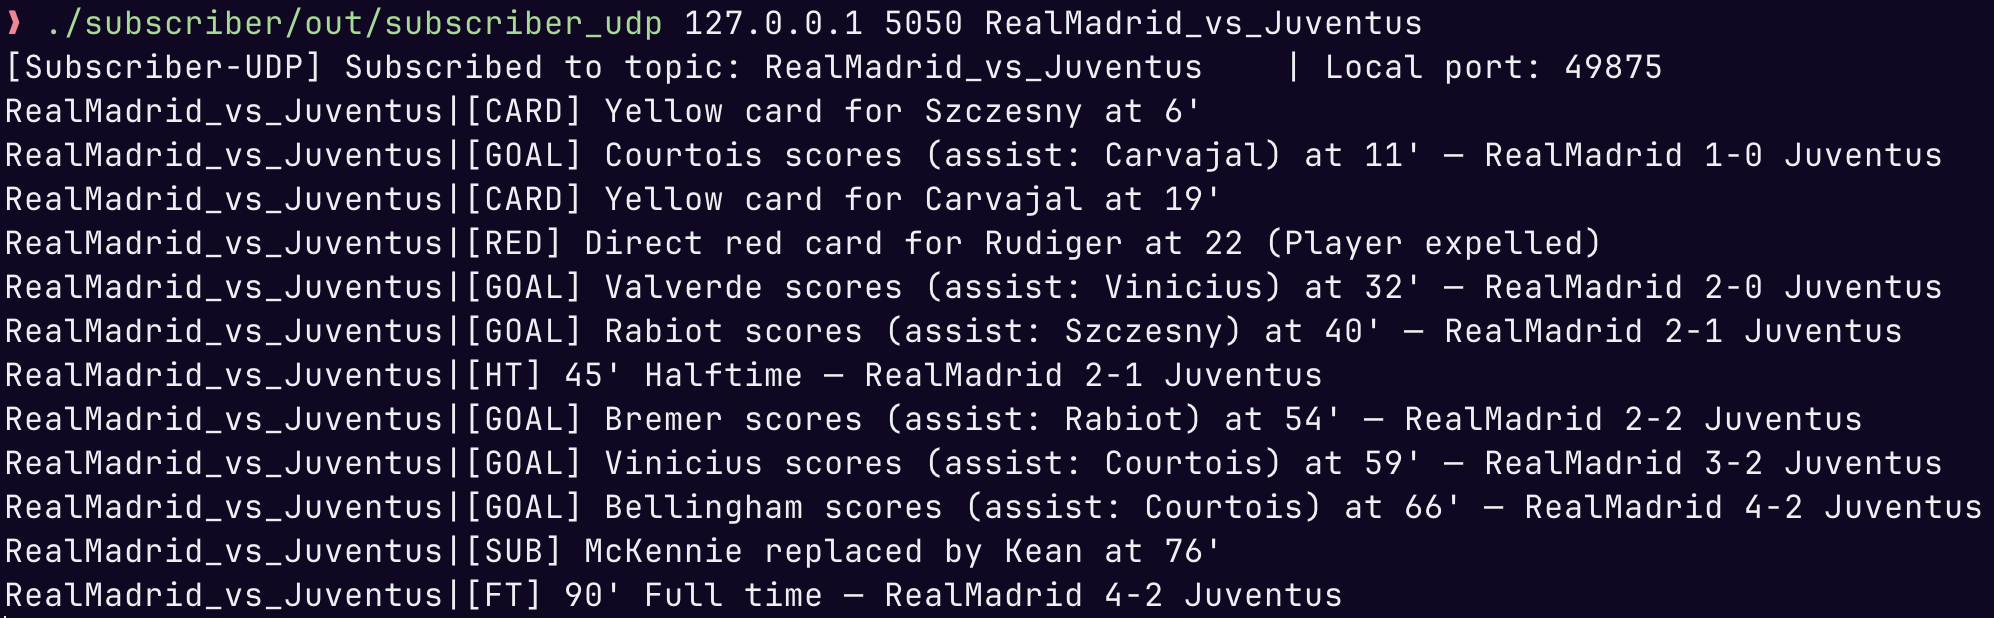 ❱ ./subscriber/out/subscriber_udp 127.0.0.1 5050 RealMadrid_vs_Juventus
[Subscriber-UDP] Subscribed to topic: RealMadrid_vs_Juventus    | Local port: 49875
RealMadrid_vs_Juventus|[CARD] Yellow card for Szczesny at 6'
RealMadrid_vs_Juventus|[GOAL] Courtois scores (assist: Carvajal) at 11' — RealMadrid 1-0 Juventus
RealMadrid_vs_Juventus|[CARD] Yellow card for Carvajal at 19'
RealMadrid_vs_Juventus|[RED] Direct red card for Rudiger at 22 (Player expelled)
RealMadrid_vs_Juventus|[GOAL] Valverde scores (assist: Vinicius) at 32' — RealMadrid 2-0 Juventus
RealMadrid_vs_Juventus|[GOAL] Rabiot scores (assist: Szczesny) at 40' — RealMadrid 2-1 Juventus
RealMadrid_vs_Juventus|[HT] 45' Halftime — RealMadrid 2-1 Juventus
RealMadrid_vs_Juventus|[GOAL] Bremer scores (assist: Rabiot) at 54' — RealMadrid 2-2 Juventus
RealMadrid_vs_Juventus|[GOAL] Vinicius scores (assist: Courtois) at 59' — RealMadrid 3-2 Juventus
RealMadrid_vs_Juventus|[GOAL] Bellingham scores (assist: Courtois) at 66' — RealMadrid 4-2 Juventus
RealMadrid_vs_Juventus|[SUB] McKennie replaced by Kean at 76'
RealMadrid_vs_Juventus|[FT] 90' Full time — RealMadrid 4-2 Juventus